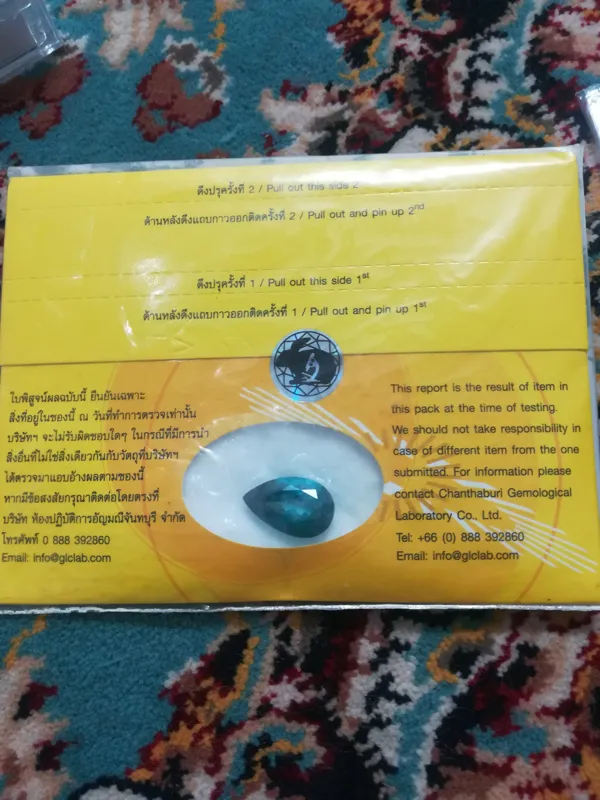 ดึงปรุครั้งที่ 2 / Pull out this side 2
ด้านหลังดึงแถบกาวออกติดครั้งที่ 2 / Pull out and pin up 2nd
ดึงปรุครั้งที่ 1 / Pull out this side 1st
ด้านหลังดึงแถบกาวออกติดครั้งที่ 1 / Pull out and pin up 1st
ใบพิสูจน์ผลฉบับนี้ ยืนยันเฉพาะ
สิ่งที่อยู่ในซองนี้ ณ วันที่ทำการตรวจเท่านั้น
บริษัทฯ จะไม่รับผิดชอบใดๆ ในกรณีที่มีการนำ
สิ่งอื่นที่ไม่ใช่สิ่งเดียวกันกับวัตถุที่บริษัทฯ
ได้ตรวจมาแอบอ้างผลตามซองนี้
หากมีข้อสงสัยกรุณาติดต่อโดยตรงที่
บริษัท ห้องปฏิบัติการอัญมณีจันทบุรี จำกัด
โทรศัพท์ 0 888 392860
Email: info@glclab.com
This report is the result of item in
this pack at the time of testing.
We should not take responsibility in
case of different item from the one
submitted. For information please
contact Chanthaburi Gemological
Laboratory Co., Ltd.
Tel: +66 (0) 888 392860
Email: info@glclab.com